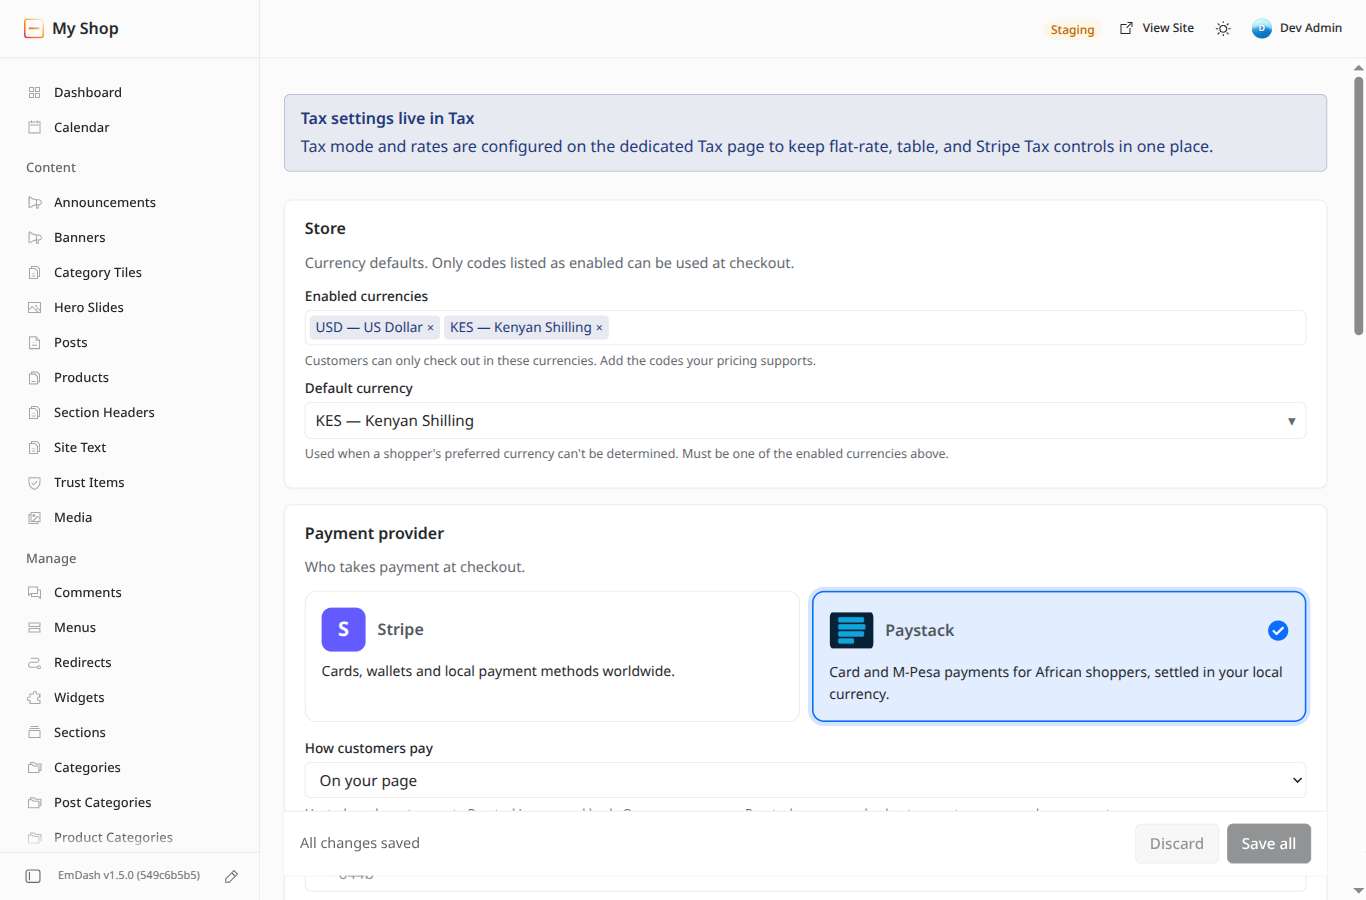 My Shop
Staging
View Site
D
Dev Admin
Dashboard
Calendar
Content
Announcements
Banners
Category Tiles
Hero Slides
Posts
Products
Section Headers
Site Text
Trust Items
Media
Manage
Comments
Menus
Redirects
Widgets
Sections
Categories
Post Categories
Product Categories
EmDash v1.5.0 (549c6b5b5)
Tax settings live in Tax
Tax mode and rates are configured on the dedicated Tax page to keep flat-rate, table, and Stripe Tax controls in one place.
Store
Currency defaults. Only codes listed as enabled can be used at checkout.
Enabled currencies
USD — US Dollar × KES — Kenyan Shilling ×
Customers can only check out in these currencies. Add the codes your pricing supports.
Default currency
KES — Kenyan Shilling
Used when a shopper's preferred currency can't be determined. Must be one of the enabled currencies above.
Payment provider
Who takes payment at checkout.
S Stripe
Cards, wallets and local payment methods worldwide.
Paystack
Card and M-Pesa payments for African shoppers, settled in your local
currency.
How customers pay
On your page
All changes saved
Discard
Save all